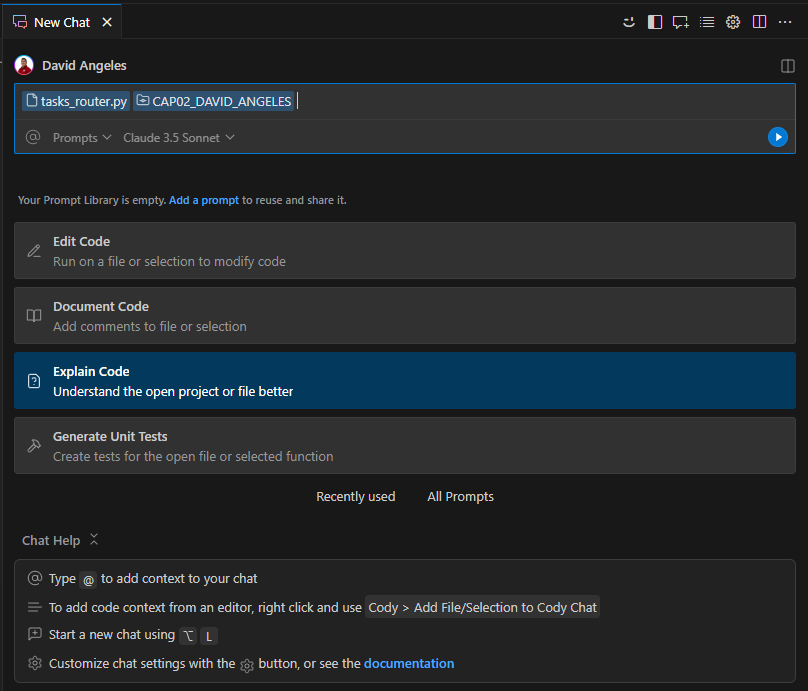 New Chat
David Angeles
tasks_router.py CAP02_DAVID_ANGELES
@ Prompts Claude 3.5 Sonnet
Your Prompt Library is empty. Add a prompt to reuse and share it.
Edit Code
Run on a file or selection to modify code
Document Code
Add comments to file or selection
Explain Code
Understand the open project or file better
Generate Unit Tests
Create tests for the open file or selected function
Recently used All Prompts
Chat Help
@ Type @ to add context to your chat
To add code context from an editor, right click and use Cody > Add File/Selection to Cody Chat
Start a new chat using ⌥ L
Customize chat settings with the button, or see the documentation